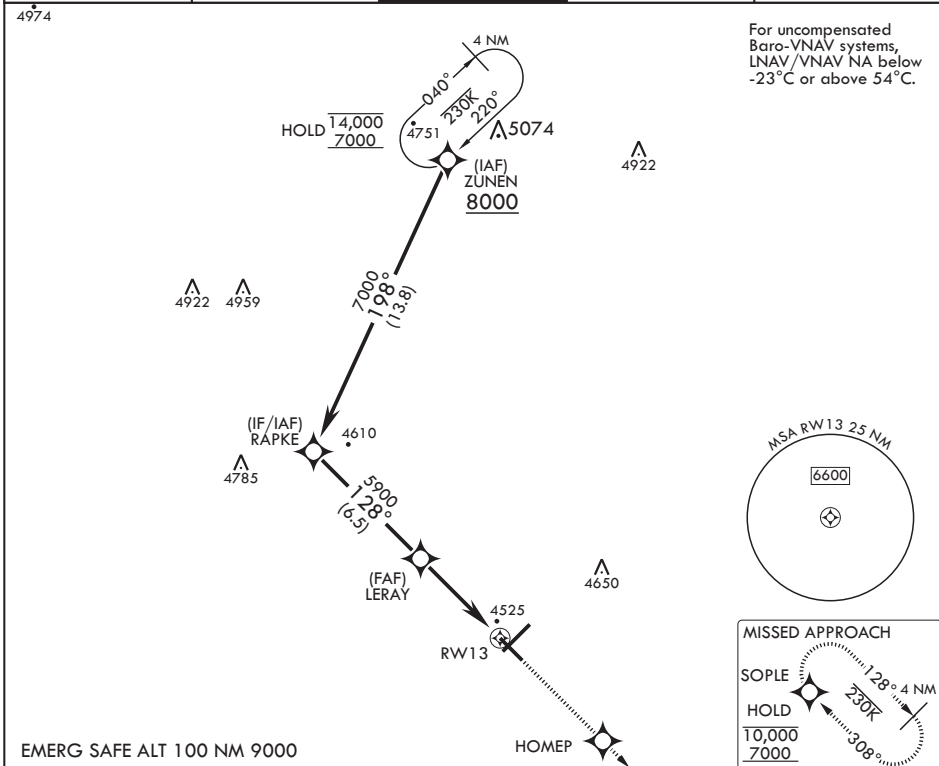 4974
For uncompensated
Baro-VNAV systems,
LNAV/VNAV NA below
-23°C or above 54°C.
4 NM
040°
230K
220°
HOLD 14,000
7000
4751
5074
4922
(IAF)
ZUNEN
8000
4922
4959
7000
198°
(13.8)
(IF/IAF)
RAPKE
4610
4785
5900
128°
(6.5)
MSA RW13 25 NM
6600
(FAF)
LERAY
4650
4525
RW13
MISSED APPROACH
SOPLE
HOLD
10,000
7000
128°
4 NM
230K
308°
EMERG SAFE ALT 100 NM 9000
HOMEP